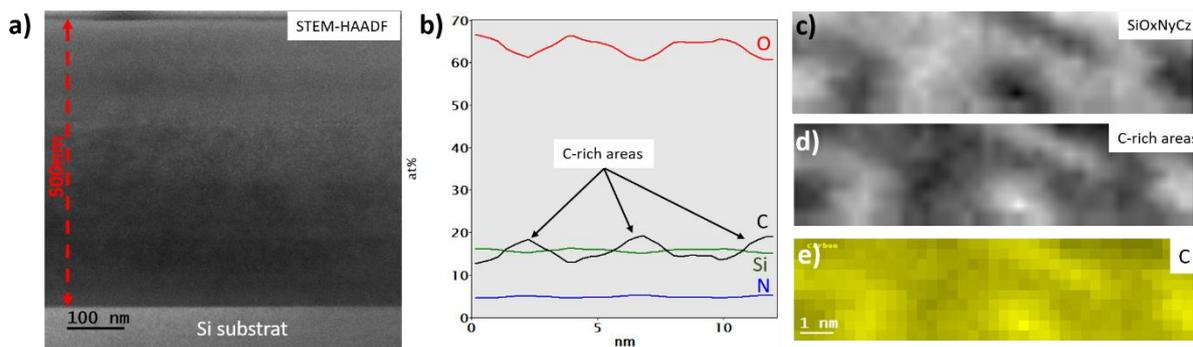 a)
STEM-HAADF
500nm
100 nm
Si substrat
b)
70
60
50
40
30
20
10
0
at%
O
C-rich areas
C
Si
N
0
5
10
nm
c)
SiOxNyCz
d)
C-rich areas
carbon
e)
C
1 nm